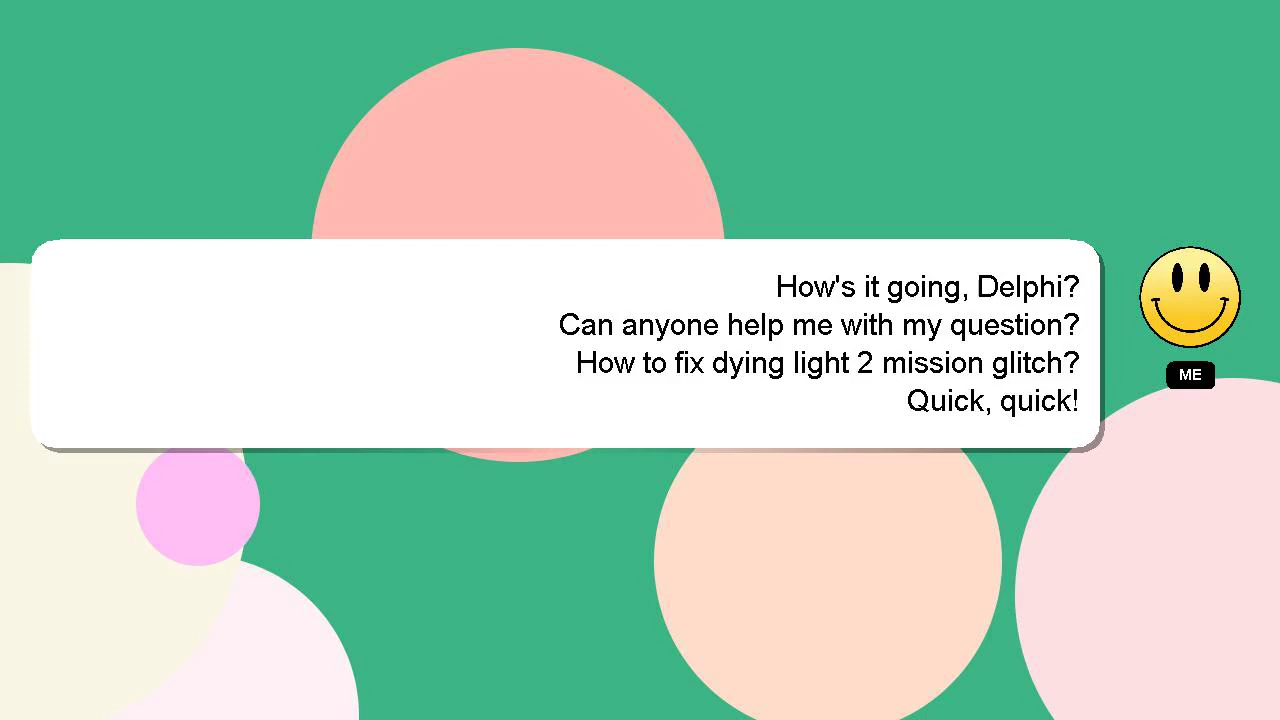 How's it going, Delphi?
Can anyone help me with my question?
How to fix dying light 2 mission glitch?
Quick, quick!
ME